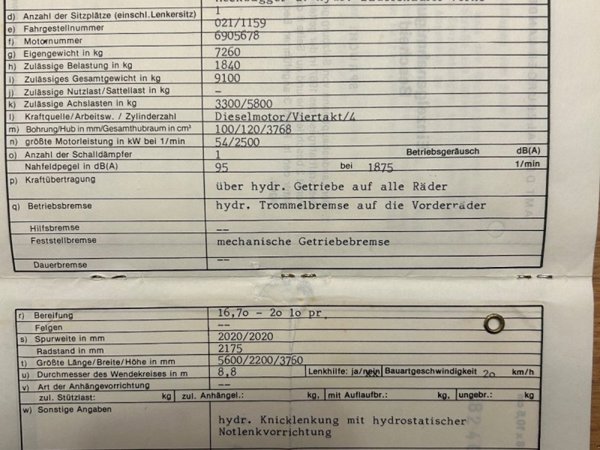 d) Anzahl der Sitzplätze (einschl. Lenkersitz) 1
e) Fahrgestellnummer 021/1159
f) Motornummer 6905678
g) Eigengewicht in kg 7260
h) Zulässige Belastung in kg 1840
i) Zulässiges Gesamtgewicht in kg 9100
j) Zulässige Nutzlast/Sattellast in kg –
k) Zulässige Achslasten in kg 3300/5800
l) Kraftquelle/Arbeitsw. / Zylinderzahl Dieselmotor/Viertakt/4
m) Bohrung/Hub in mm/Gesamthubraum in cm³ 100/120/3768
n) größte Motorleistung in kW bei 1/min 54/2500
o) Anzahl der Schalldämpfer 1 Betriebsgeräusch dB(A)
Nahfeldpegel in dB(A) 95 bei 1875 1/min
p) Kraftübertragung über hydr. Getriebe auf alle Räder
q) Betriebsbremse hydr. Trommelbremse auf die Vorderräder
Hilfsbremse --
Feststellbremse mechanische Getriebebremse
Dauerbremse --
r) Bereifung 16,7o - 2o 1o pr.
Felgen --
s) Spurweite in mm 2020/2020
Radstand in mm 2175
t) Größte Länge/Breite/Höhe in mm 5600/2200/3750
u) Durchmesser des Wendekreises in m 8,8 Lenkhilfe: ja/xxx Bauartgeschwindigkeit 2o km/h
v) Art der Anhängevorrichtung --
zul. Stützlast: kg zul. Anhängel.: kg, mit Auflaufbr.: kg, ungebr.: kg
w) Sonstige Angaben hydr. Knicklenkung mit hydrostatischer
Notlenkvorrichtung